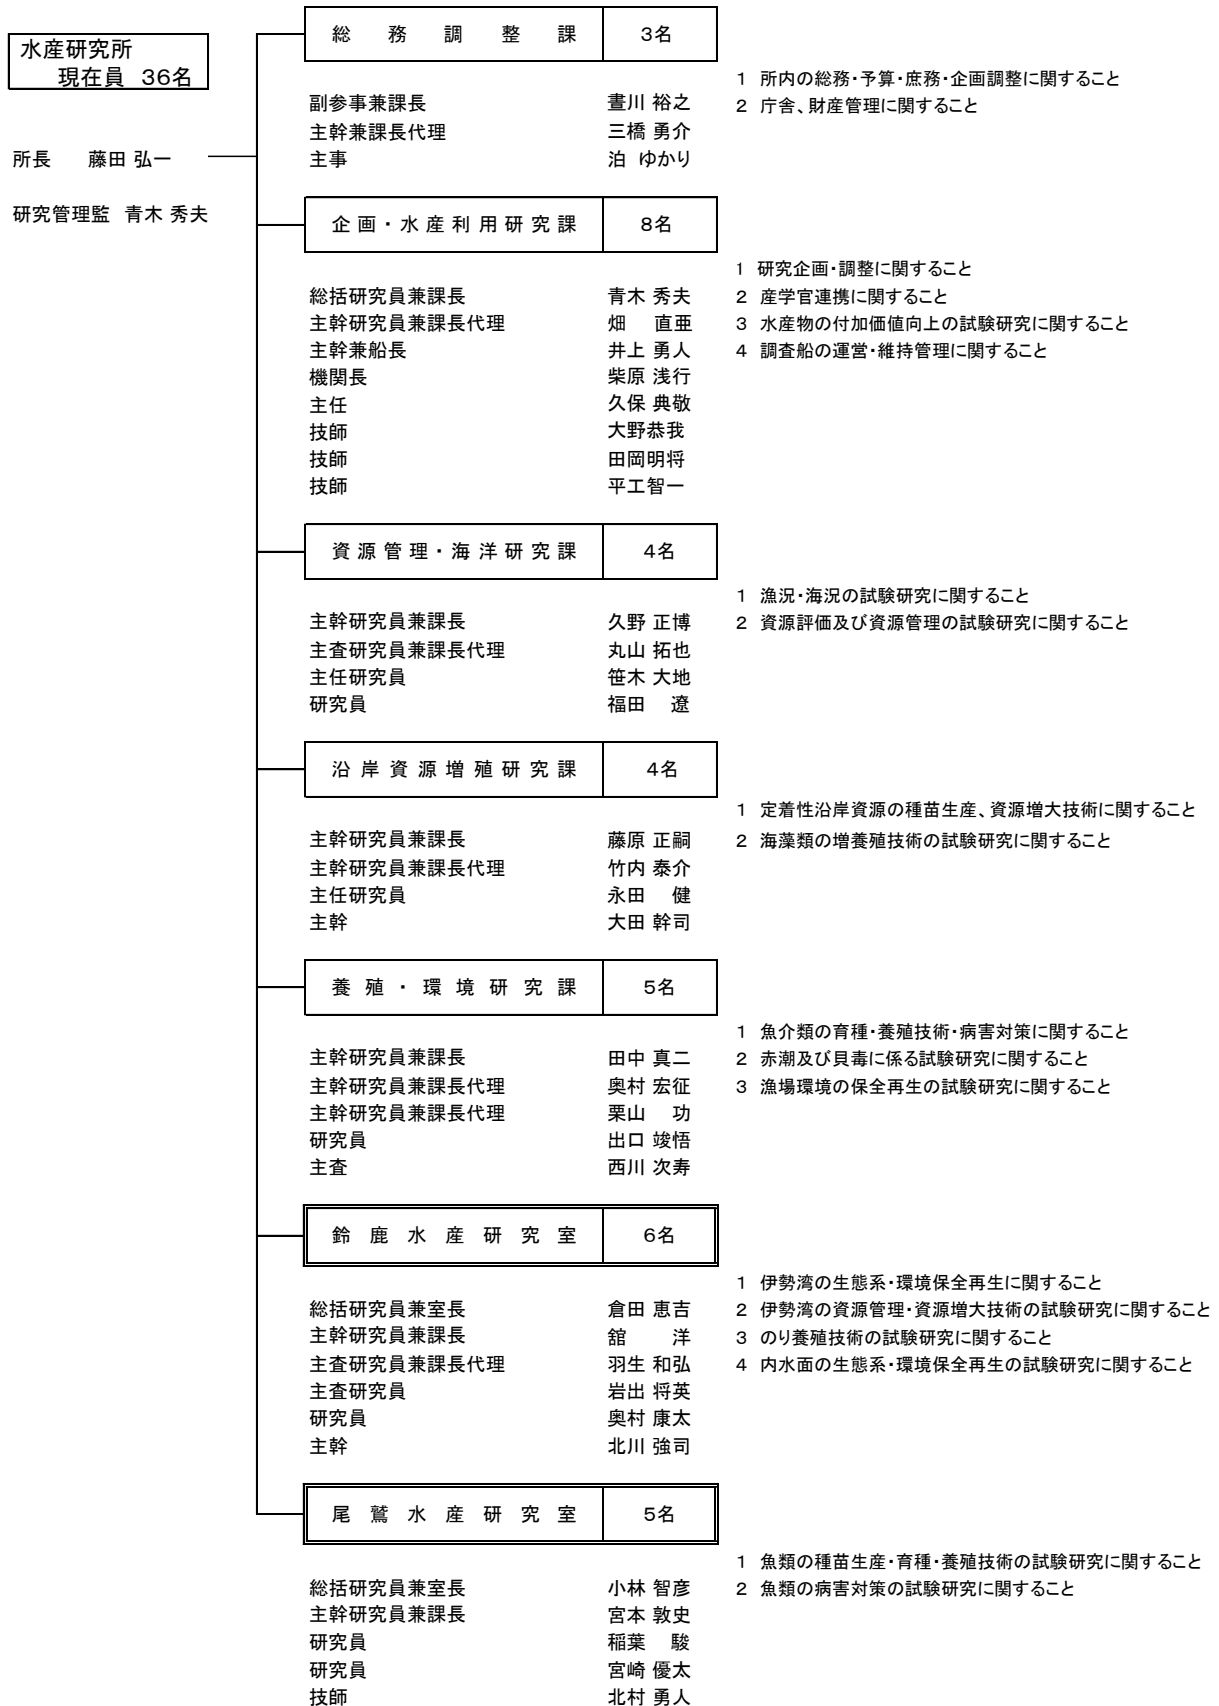 水産研究所
現在員 36名
所長 藤田 弘一
研究管理監 青木 秀夫
総務調整課 3名
1 所内の総務・予算・庶務・企画調整に関すること
副参事兼課長 晝川 裕之 2 庁舎、財産管理に関すること
主幹兼課長代理 三橋 勇介
主事 泊 ゆかり
企画・水産利用研究課 8名
1 研究企画・調整に関すること
総括研究員兼課長 青木 秀夫 2 産学官連携に関すること
主幹研究員兼課長代理 畑 直亜 3 水産物の付加価値向上の試験研究に関すること
主幹兼船長 井上 勇人 4 調査船の運営・維持管理に関すること
機関長 柴原 浅行
主任 久保 典敬
技師 大野恭我
技師 田岡明将
技師 平工智一
資源管理・海洋研究課 4名
1 漁況・海況の試験研究に関すること
主幹研究員兼課長 久野 正博 2 資源評価及び資源管理の試験研究に関すること
主査研究員兼課長代理 丸山 拓也
主任研究員 笹木 大地
研究員 福田 遼
沿岸資源増殖研究課 4名
1 定着性沿岸資源の種苗生産、資源増大技術に関すること
主幹研究員兼課長 藤原 正嗣 2 海藻類の増養殖技術の試験研究に関すること
主幹研究員兼課長代理 竹内 泰介
主任研究員 永田 健
主幹 大田 幹司
養殖・環境研究課 5名
1 魚介類の育種・養殖技術・病害対策に関すること
主幹研究員兼課長 田中 真二 2 赤潮及び貝毒に係る試験研究に関すること
主幹研究員兼課長代理 奥村 宏征 3 漁場環境の保全再生の試験研究に関すること
主幹研究員兼課長代理 栗山 功
研究員 出口 竣悟
主査 西川 次寿
鈴鹿水産研究室 6名
1 伊勢湾の生態系・環境保全再生に関すること
総括研究員兼室長 倉田 恵吉 2 伊勢湾の資源管理・資源増大技術の試験研究に関すること
主幹研究員兼課長 舘 洋 3 のり養殖技術の試験研究に関すること
主査研究員兼課長代理 羽生 和弘 4 内水面の生態系・環境保全再生の試験研究に関すること
主査研究員 岩出 将英
研究員 奥村 康太
主幹 北川 強司
尾鷲水産研究室 5名
1 魚類の種苗生産・育種・養殖技術の試験研究に関すること
総括研究員兼室長 小林 智彦 2 魚類の病害対策の試験研究に関すること
主幹研究員兼課長 宮本 敦史
研究員 稲葉 駿
研究員 宮崎 優太
技師 北村 勇人